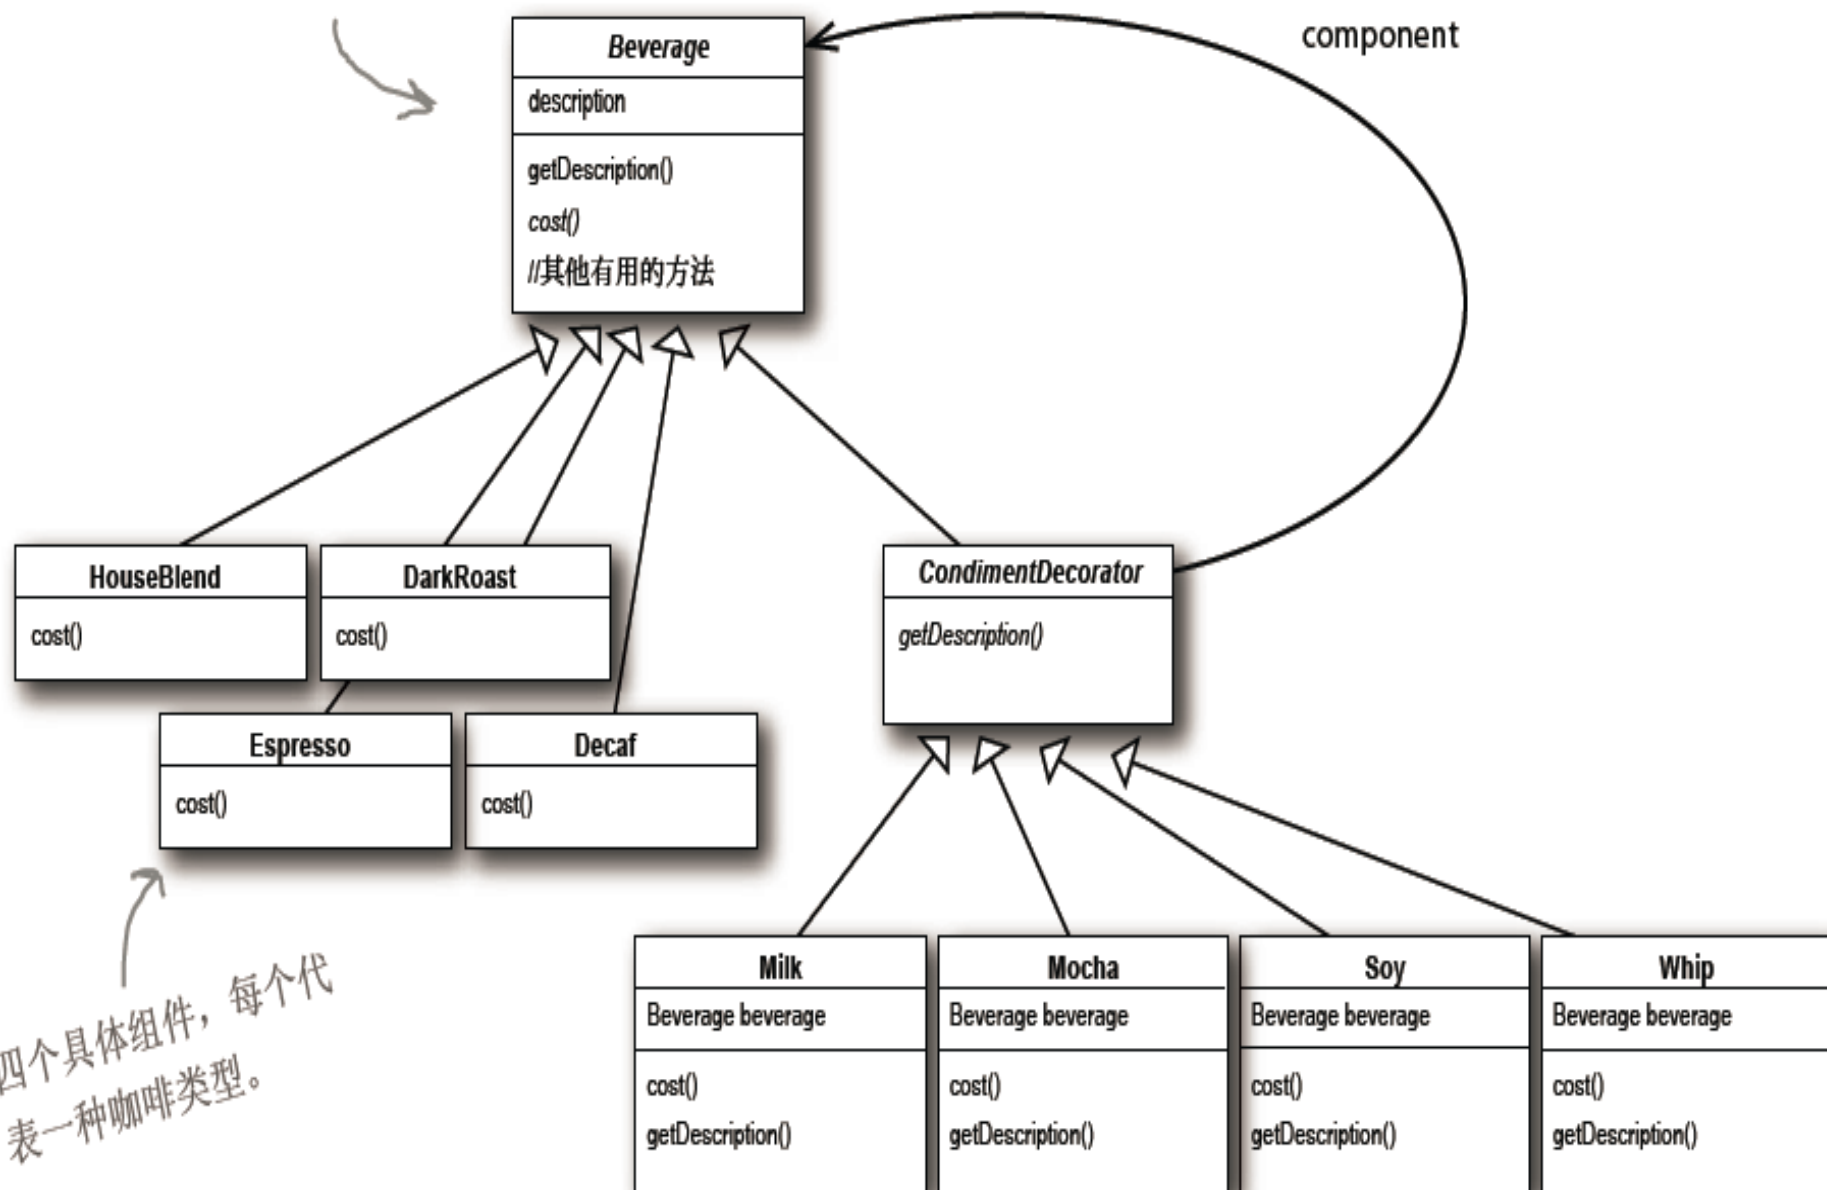 Beverage
description
getDescription()
cost()
//其他有用的方法
component
HouseBlend
cost()
DarkRoast
cost()
Espresso
cost()
Decaf
cost()
CondimentDecorator
getDescription()
四个具体组件，每个代
表一种咖啡类型。
Milk
Beverage beverage
cost()
getDescription()
Mocha
Beverage beverage
cost()
getDescription()
Soy
Beverage beverage
cost()
getDescription()
Whip
Beverage beverage
cost()
getDescription()